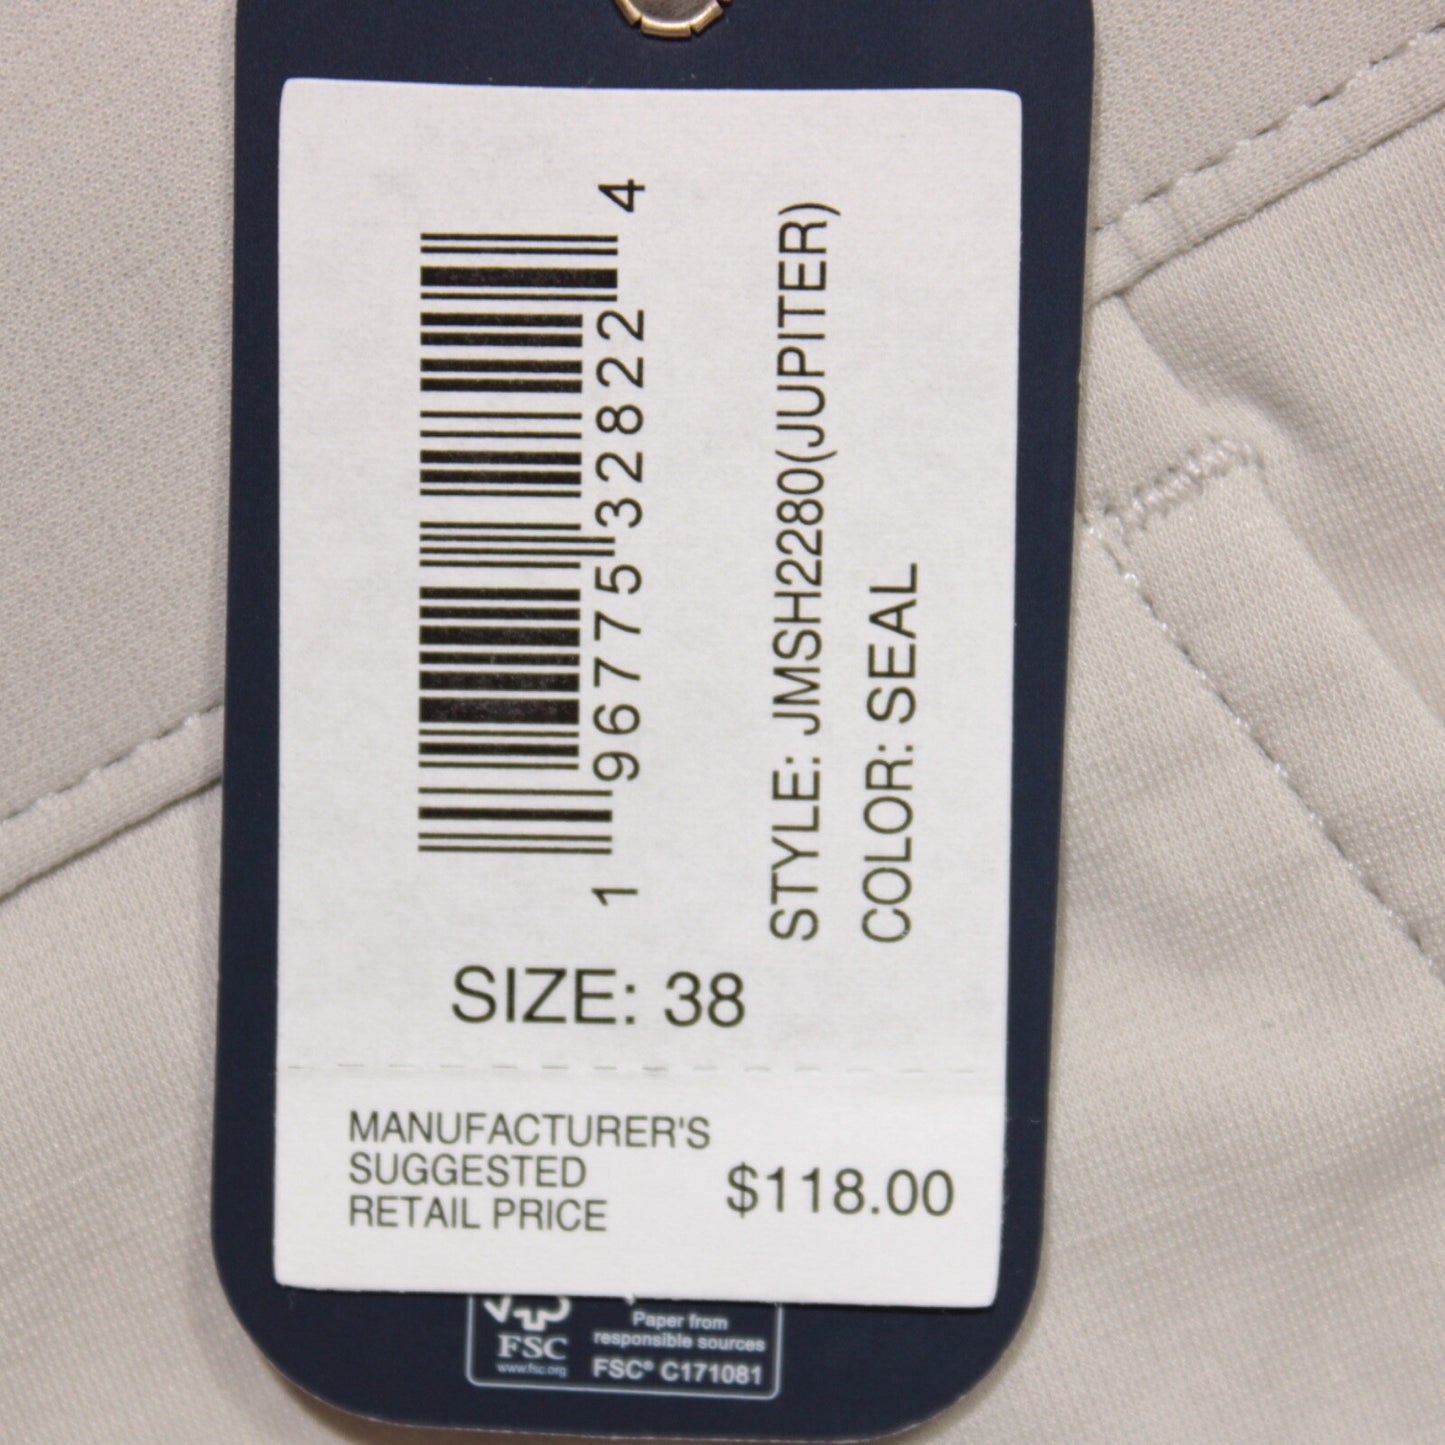 1 96775 32822 4
STYLE: JMSH2280(JUPITER)
COLOR: SEAL
SIZE: 38
MANUFACTURER'S
SUGGESTED
RETAIL PRICE
$118.00
FSC
www.fsc.org
Paper from
responsible sources
FSC® C171081